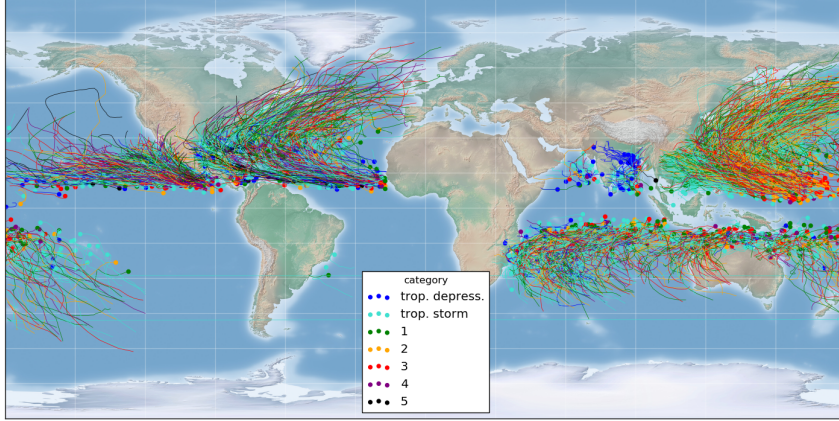 category
trop. depress.
trop. storm
1
2
3
4
5